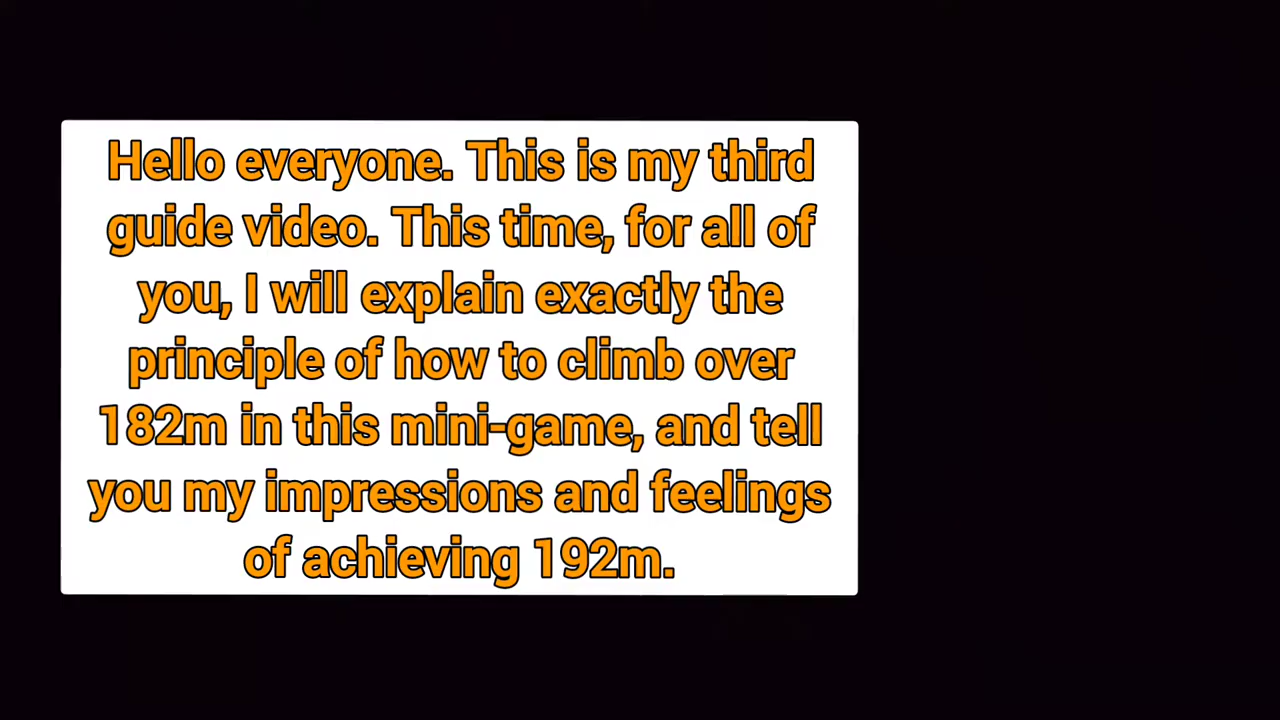 Hello everyone. This is my third
guide video. This time, for all of
you, I will explain exactly the
principle of how to climb over
182m in this mini-game, and tell
you my impressions and feelings
of achieving 192m.